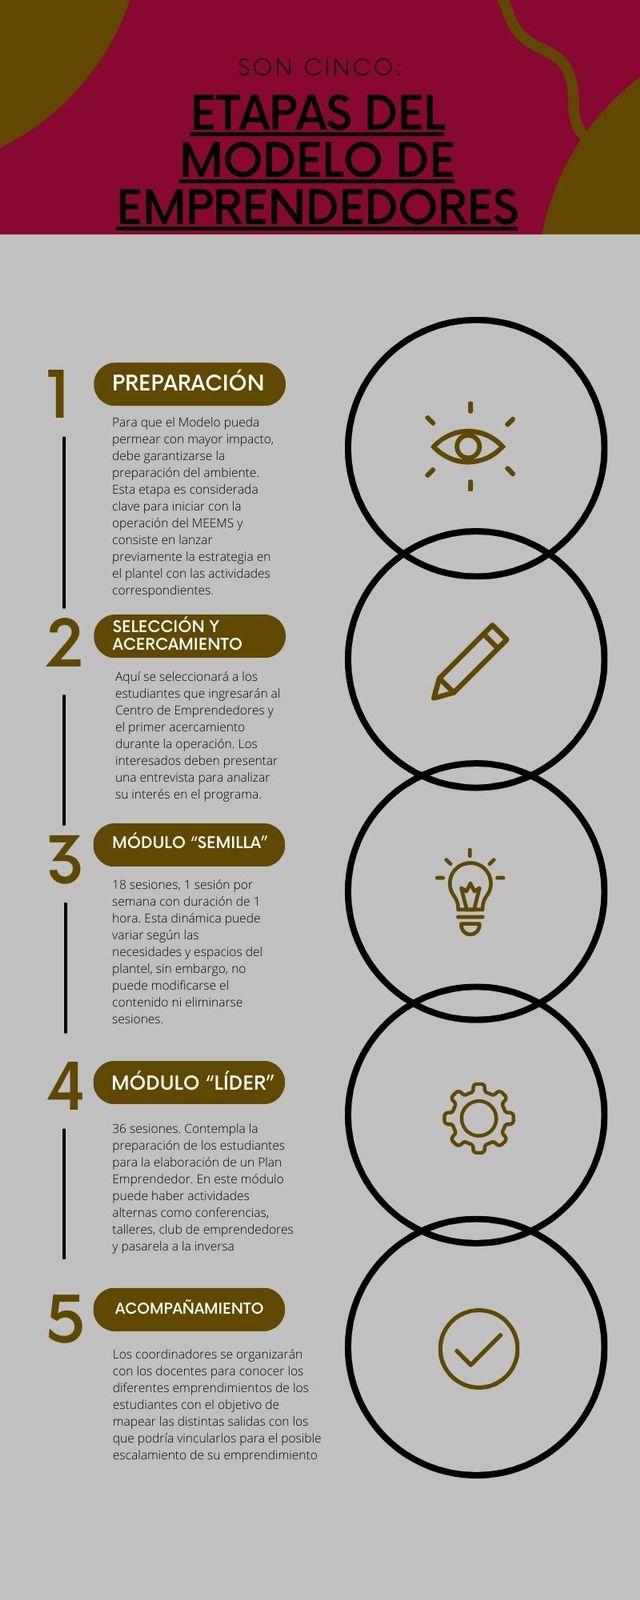 SON CINCO:
ETAPAS DEL
MODELO DE
EMPRENDEDORES
1
PREPARACIÓN
Para que el Modelo pueda
permear con mayor impacto,
debe garantizarse la
preparación del ambiente.
Esta etapa es considerada
clave para iniciar con la
operación del MEEMS y
consiste en lanzar
previamente la estrategia en
el plantel con las actividades
correspondientes.
2
SELECCIÓN Y
ACERCAMIENTO
Aquí se seleccionará a los
estudiantes que ingresarán al
Centro de Emprendedores y
el primer acercamiento
durante la operación. Los
interesados deben presentar
una entrevista para analizar
su interés en el programa.
3
MÓDULO “SEMILLA”
18 sesiones, 1 sesión por
semana con duración de 1
hora. Esta dinámica puede
variar según las
necesidades y espacios del
plantel, sin embargo, no
puede modificarse el
contenido ni eliminarse
sesiones.
4
MÓDULO “LÍDER”
36 sesiones. Contempla la
preparación de los estudiantes
para la elaboración de un Plan
Emprendedor. En este módulo
puede haber actividades
alternas como conferencias,
talleres, club de emprendedores
y pasarela a la inversa
5
ACOMPAÑAMIENTO
Los coordinadores se organizarán
con los docentes para conocer los
diferentes emprendimientos de los
estudiantes con el objetivo de
mapear las distintas salidas con los
que podría vincularlos para el posible
escalamiento de su emprendimiento